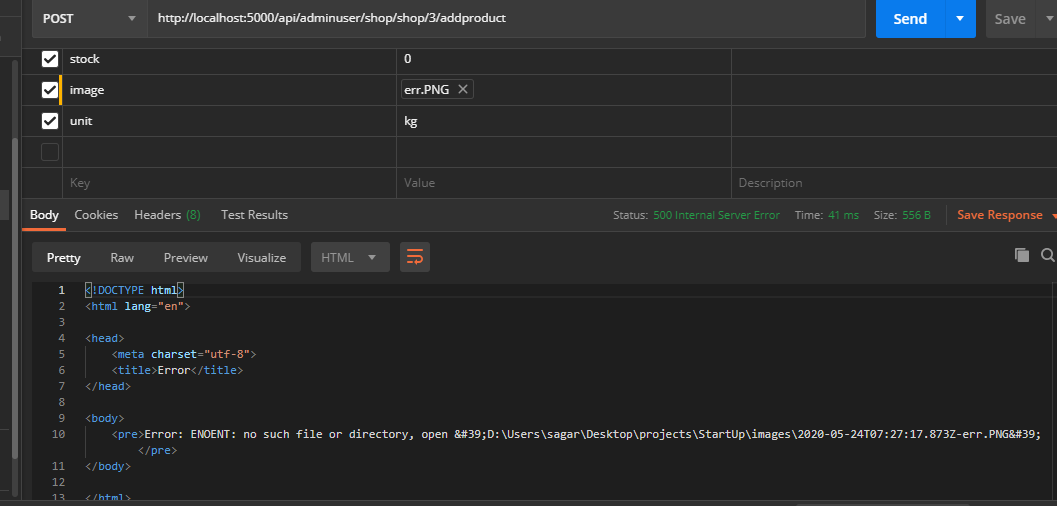 POST http://localhost:5000/api/adminuser/shop/shop/3/addproduct Send Save
stock 0
image err.PNG
unit kg
Key Value Description
Body Cookies Headers (8) Test Results Status: 500 Internal Server Error Time: 41 ms Size: 556 B Save Response
Pretty Raw Preview Visualize HTML
1 <!DOCTYPE html>
2 <html lang="en">
3
4 <head>
5 <meta charset="utf-8">
6 <title>Error</title>
7 </head>
8
9 <body>
10 <pre>Error: ENOENT: no such file or directory, open &#39;D:\Users\sagar\Desktop\projects\StartUp\images\2020-05-24T07:27:17.873Z-err.PNG&#39;
</pre>
11 </body>
12
13 </html>